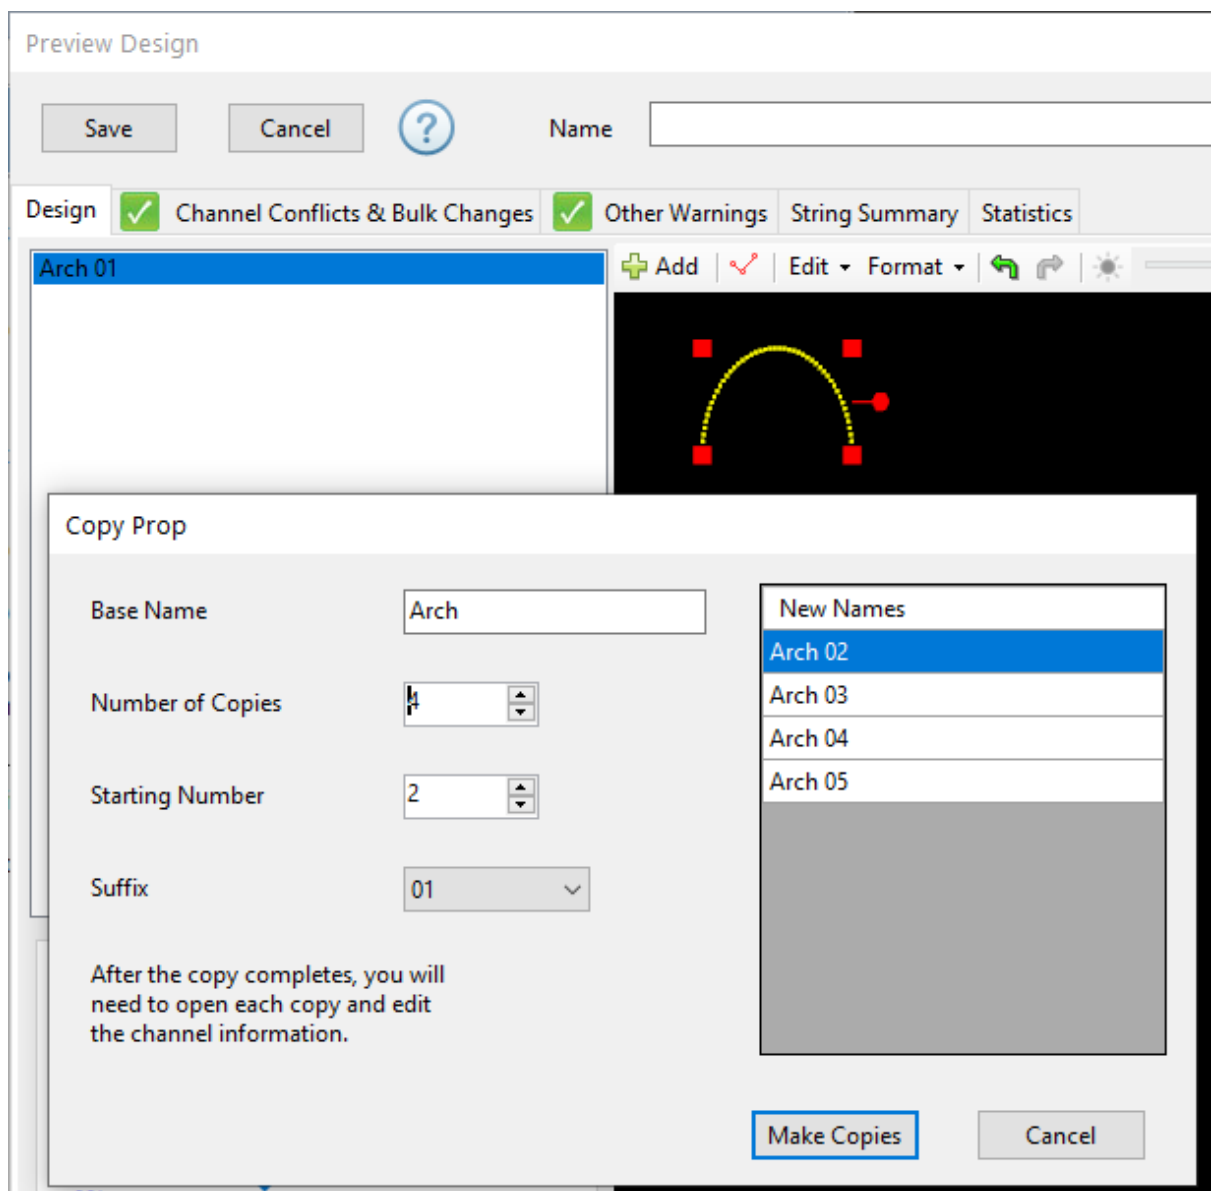 Preview Design
Save
Cancel
?
Name
Design
Channel Conflicts & Bulk Changes
Other Warnings
String Summary
Statistics
Arch 01
Add
Edit
Format
Copy Prop
Base Name
Arch
Number of Copies
4
Starting Number
2
Suffix
01
After the copy completes, you will
need to open each copy and edit
the channel information.
New Names
Arch 02
Arch 03
Arch 04
Arch 05
Make Copies
Cancel